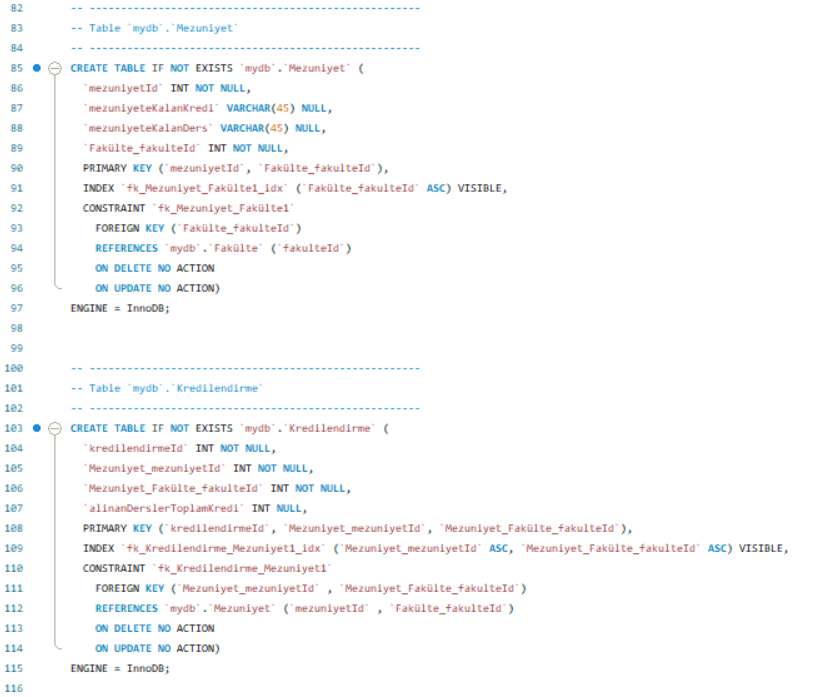 82 -- -----------------------------------------------------
83 -- Table `mydb`.`Mezuniyet`
84 -- -----------------------------------------------------
85 CREATE TABLE IF NOT EXISTS `mydb`.`Mezuniyet` (
86 `mezuniyetId` INT NOT NULL,
87 `mezuniyeteKalanKredi` VARCHAR(45) NULL,
88 `mezuniyeteKalanDers` VARCHAR(45) NULL,
89 `Fakülte_fakulteId` INT NOT NULL,
90 PRIMARY KEY (`mezuniyetId`, `Fakülte_fakulteId`),
91 INDEX `fk_Mezuniyet_Fakülte1_idx` (`Fakülte_fakulteId` ASC) VISIBLE,
92 CONSTRAINT `fk_Mezuniyet_Fakülte1`
93 FOREIGN KEY (`Fakülte_fakulteId`)
94 REFERENCES `mydb`.`Fakülte` (`fakulteId`)
95 ON DELETE NO ACTION
96 ON UPDATE NO ACTION)
97 ENGINE = InnoDB;
98
99
100 -- -----------------------------------------------------
101 -- Table `mydb`.`Kredilendirme`
102 -- -----------------------------------------------------
103 CREATE TABLE IF NOT EXISTS `mydb`.`Kredilendirme` (
104 `kredilendirmeId` INT NOT NULL,
105 `Mezuniyet_mezuniyetId` INT NOT NULL,
106 `Mezuniyet_Fakülte_fakulteId` INT NOT NULL,
107 `alinanDerslerToplamKredi` INT NULL,
108 PRIMARY KEY (`kredilendirmeId`, `Mezuniyet_mezuniyetId`, `Mezuniyet_Fakülte_fakulteId`),
109 INDEX `fk_Kredilendirme_Mezuniyet1_idx` (`Mezuniyet_mezuniyetId` ASC, `Mezuniyet_Fakülte_fakulteId` ASC) VISIBLE,
110 CONSTRAINT `fk_Kredilendirme_Mezuniyet1`
111 FOREIGN KEY (`Mezuniyet_mezuniyetId` , `Mezuniyet_Fakülte_fakulteId`)
112 REFERENCES `mydb`.`Mezuniyet` (`mezuniyetId` , `Fakülte_fakulteId`)
113 ON DELETE NO ACTION
114 ON UPDATE NO ACTION)
115 ENGINE = InnoDB;
116